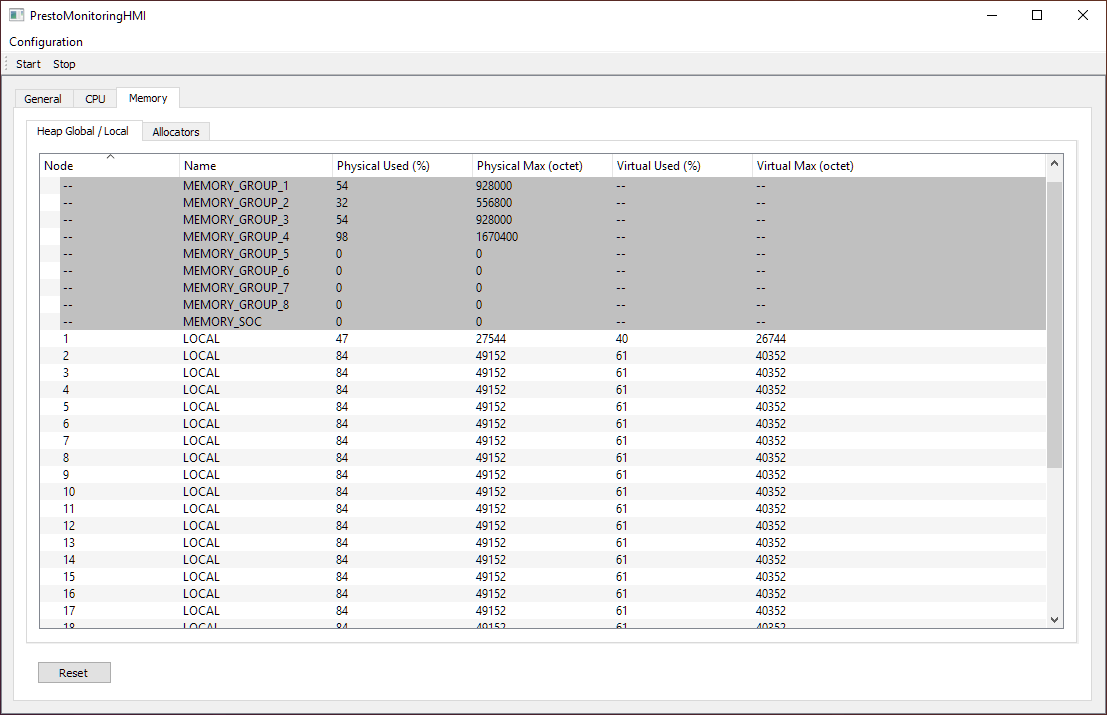 PrestoMonitoringHMI
Configuration
Start Stop
General CPU Memory
Heap Global / Local Allocators
Node Name Physical Used (%) Physical Max (octet) Virtual Used (%) Virtual Max (octet)
-- MEMORY_GROUP_1 54 928000 -- --
-- MEMORY_GROUP_2 32 556800 -- --
-- MEMORY_GROUP_3 54 928000 -- --
-- MEMORY_GROUP_4 98 1670400 -- --
-- MEMORY_GROUP_5 0 0 -- --
-- MEMORY_GROUP_6 0 0 -- --
-- MEMORY_GROUP_7 0 0 -- --
-- MEMORY_GROUP_8 0 0 -- --
-- MEMORY_SOC 0 0 -- --
1 LOCAL 47 27544 40 26744
2 LOCAL 84 49152 61 40352
3 LOCAL 84 49152 61 40352
4 LOCAL 84 49152 61 40352
5 LOCAL 84 49152 61 40352
6 LOCAL 84 49152 61 40352
7 LOCAL 84 49152 61 40352
8 LOCAL 84 49152 61 40352
9 LOCAL 84 49152 61 40352
10 LOCAL 84 49152 61 40352
11 LOCAL 84 49152 61 40352
12 LOCAL 84 49152 61 40352
13 LOCAL 84 49152 61 40352
14 LOCAL 84 49152 61 40352
15 LOCAL 84 49152 61 40352
16 LOCAL 84 49152 61 40352
17 LOCAL 84 49152 61 40352
18 LOCAL 84 49152 61 40352
Reset